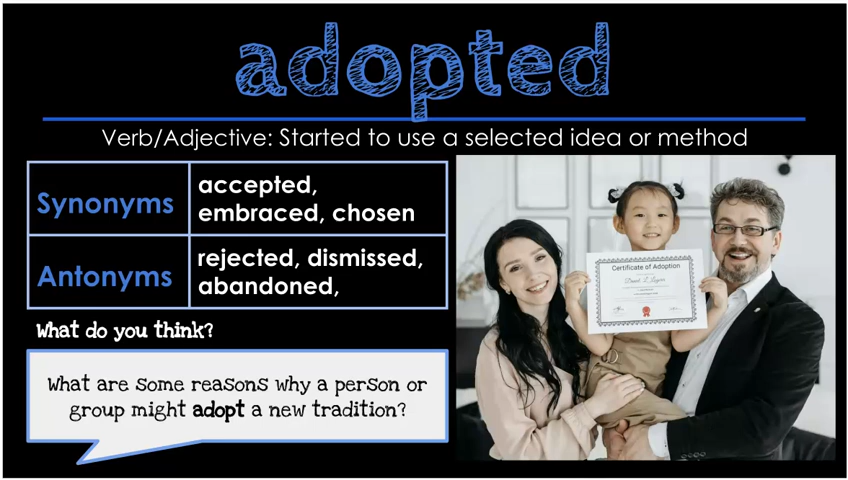 adopted
Verb/Adjective: Started to use a selected idea or method
Synonyms
accepted,
embraced, chosen
Antonyms
rejected, dismissed,
abandoned,
What do you think?
What are some reasons why a person or
group might adopt a new tradition?
Certificate of Adoption